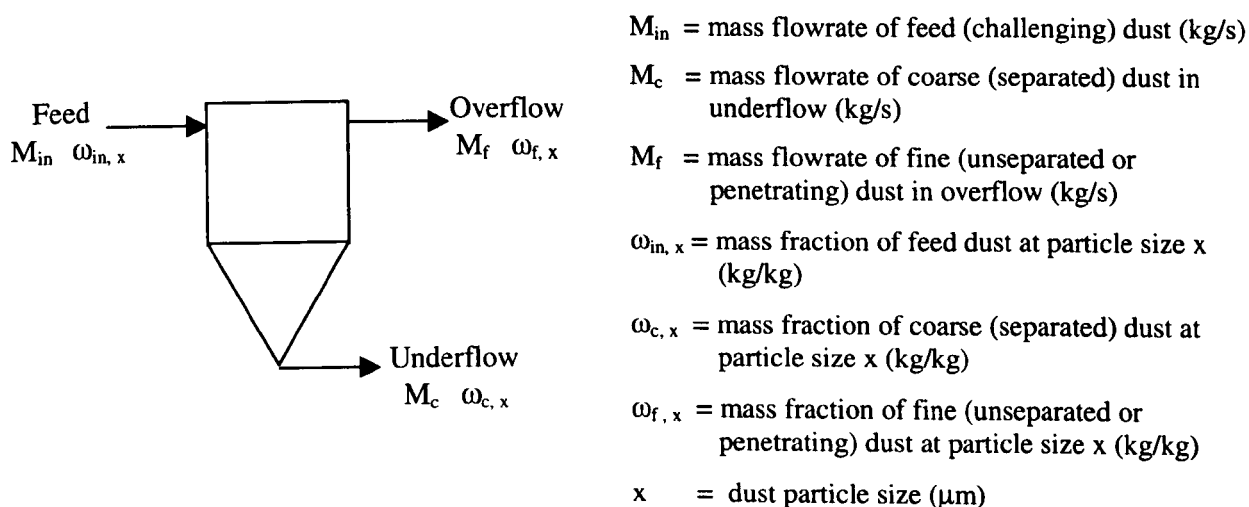 Feed
M_in ω_in, x
Overflow
M_f ω_f, x
Underflow
M_c ω_c, x
M_in = mass flowrate of feed (challenging) dust (kg/s)
M_c = mass flowrate of coarse (separated) dust in
underflow (kg/s)
M_f = mass flowrate of fine (unseparated or
penetrating) dust in overflow (kg/s)
ω_in, x = mass fraction of feed dust at particle size x
(kg/kg)
ω_c, x = mass fraction of coarse (separated) dust at
particle size x (kg/kg)
ω_f, x = mass fraction of fine (unseparated or
penetrating) dust at particle size x (kg/kg)
x = dust particle size (μm)